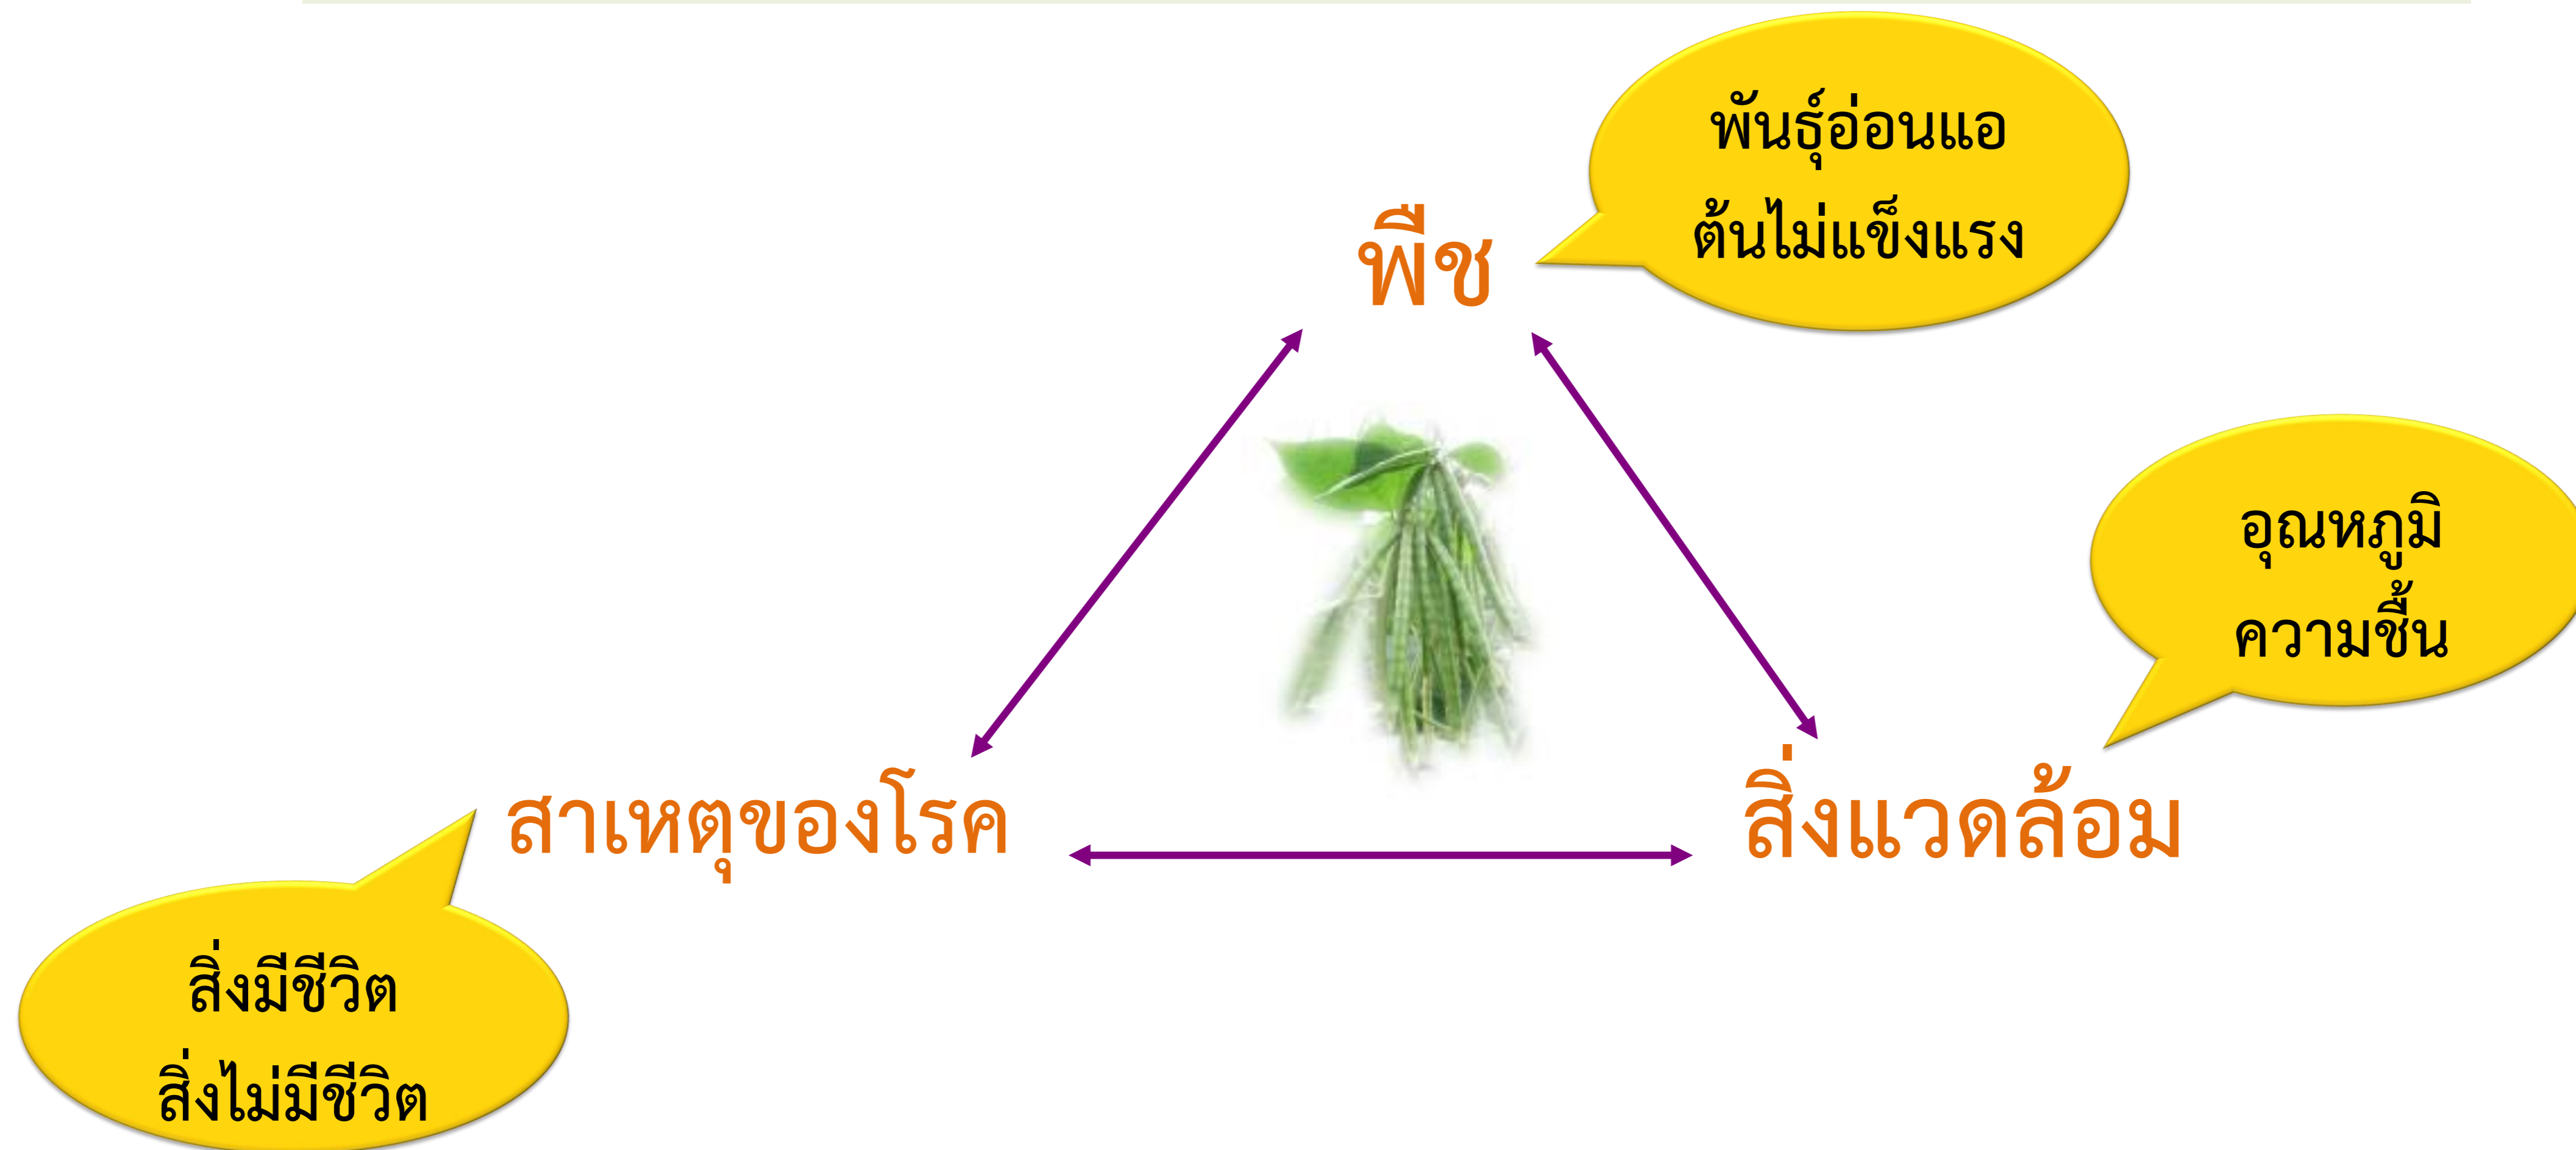 พันธุ์อ่อนแอ
ต้นไม่แข็งแรง
พืช
อุณหภูมิ
ความชื้น
สาเหตุของโรค
สิ่งแวดล้อม
สิ่งมีชีวิต
สิ่งไม่มีชีวิต